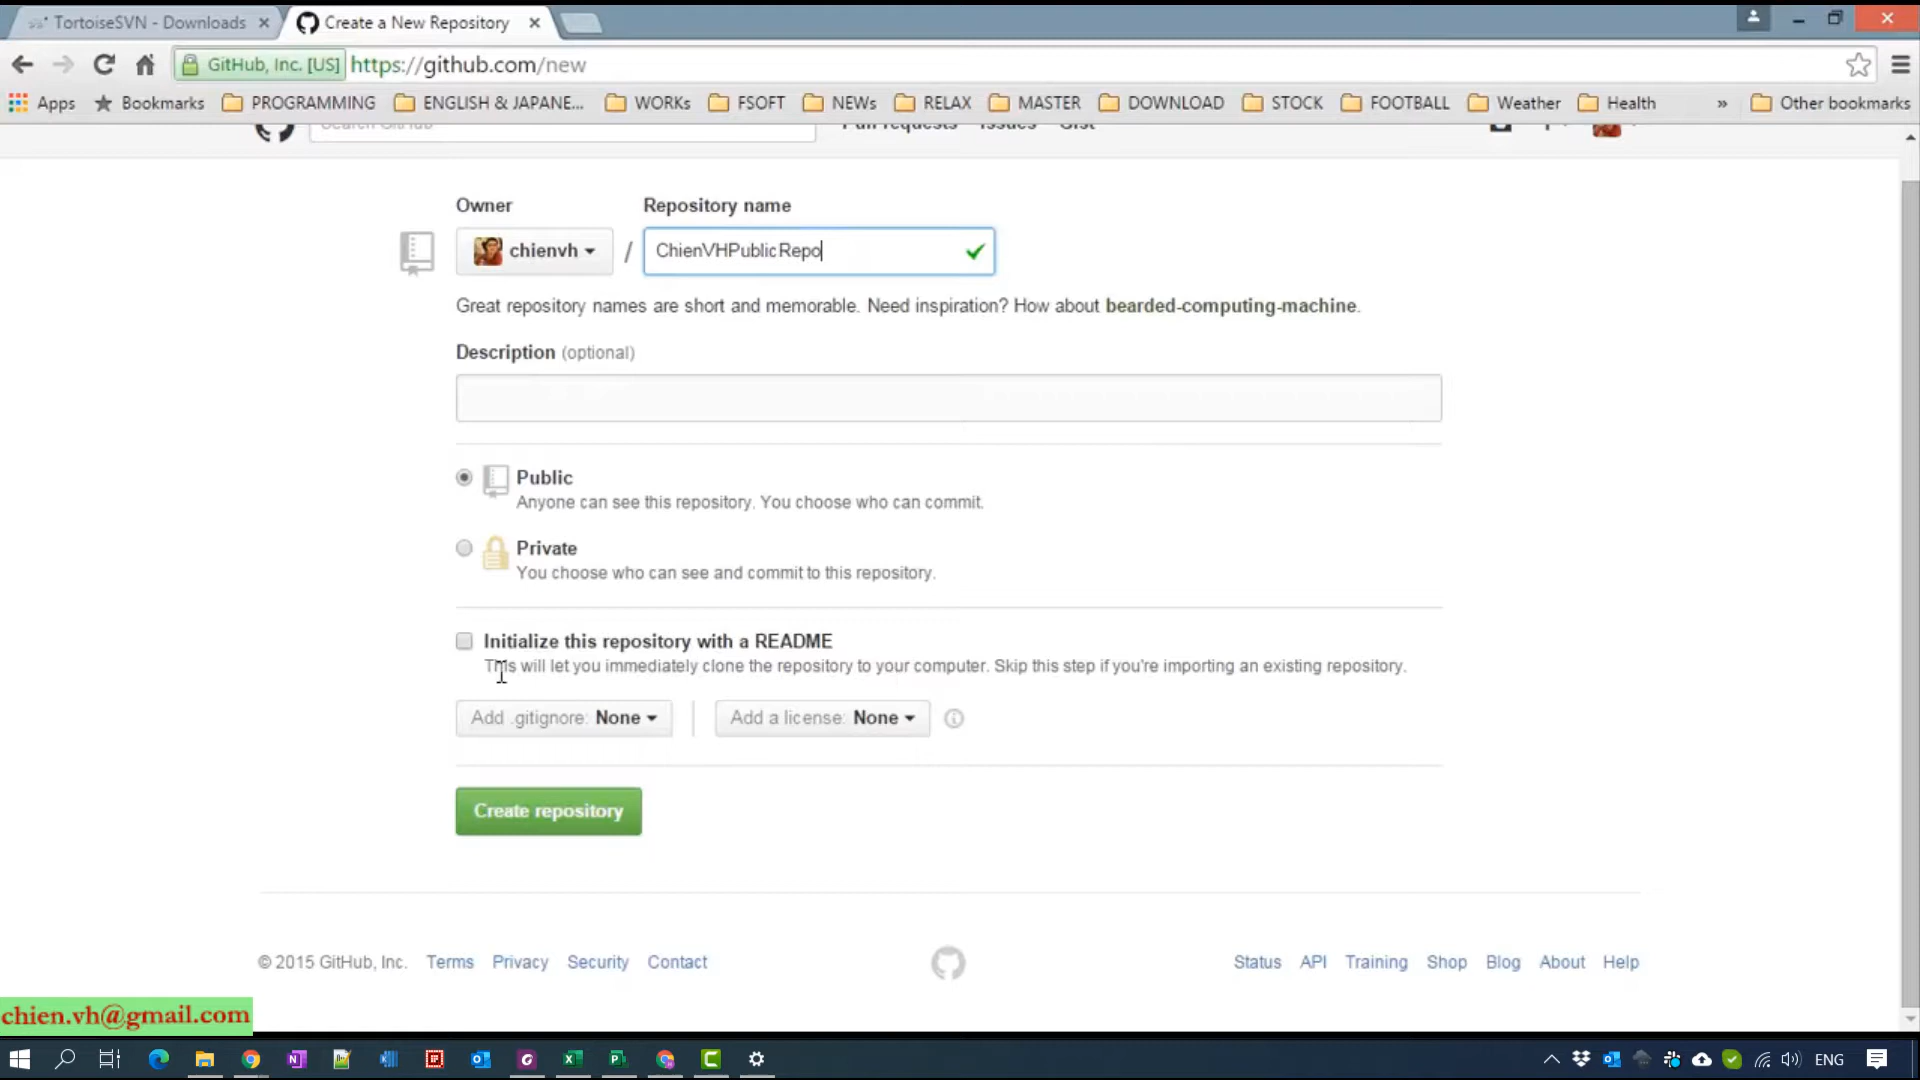 TortoiseSVN - Downloads
Create a New Repository
GitHub, Inc. [US] https://github.com/new
Apps Bookmarks PROGRAMMING ENGLISH & JAPANE... WORKs FSOFT NEWs RELAX MASTER DOWNLOAD STOCK FOOTBALL Weather Health » Other bookmarks
Search GitHub Pull requests Issues Gist
Owner Repository name
chienvh / ChienVHPublicRepo
Great repository names are short and memorable. Need inspiration? How about bearded-computing-machine.
Description (optional)
Public
Anyone can see this repository. You choose who can commit.
Private
You choose who can see and commit to this repository.
Initialize this repository with a README
This will let you immediately clone the repository to your computer. Skip this step if you're importing an existing repository.
Add .gitignore: None Add a license: None
Create repository
© 2015 GitHub, Inc. Terms Privacy Security Contact Status API Training Shop Blog About Help
chien.vh@gmail.com
ENG